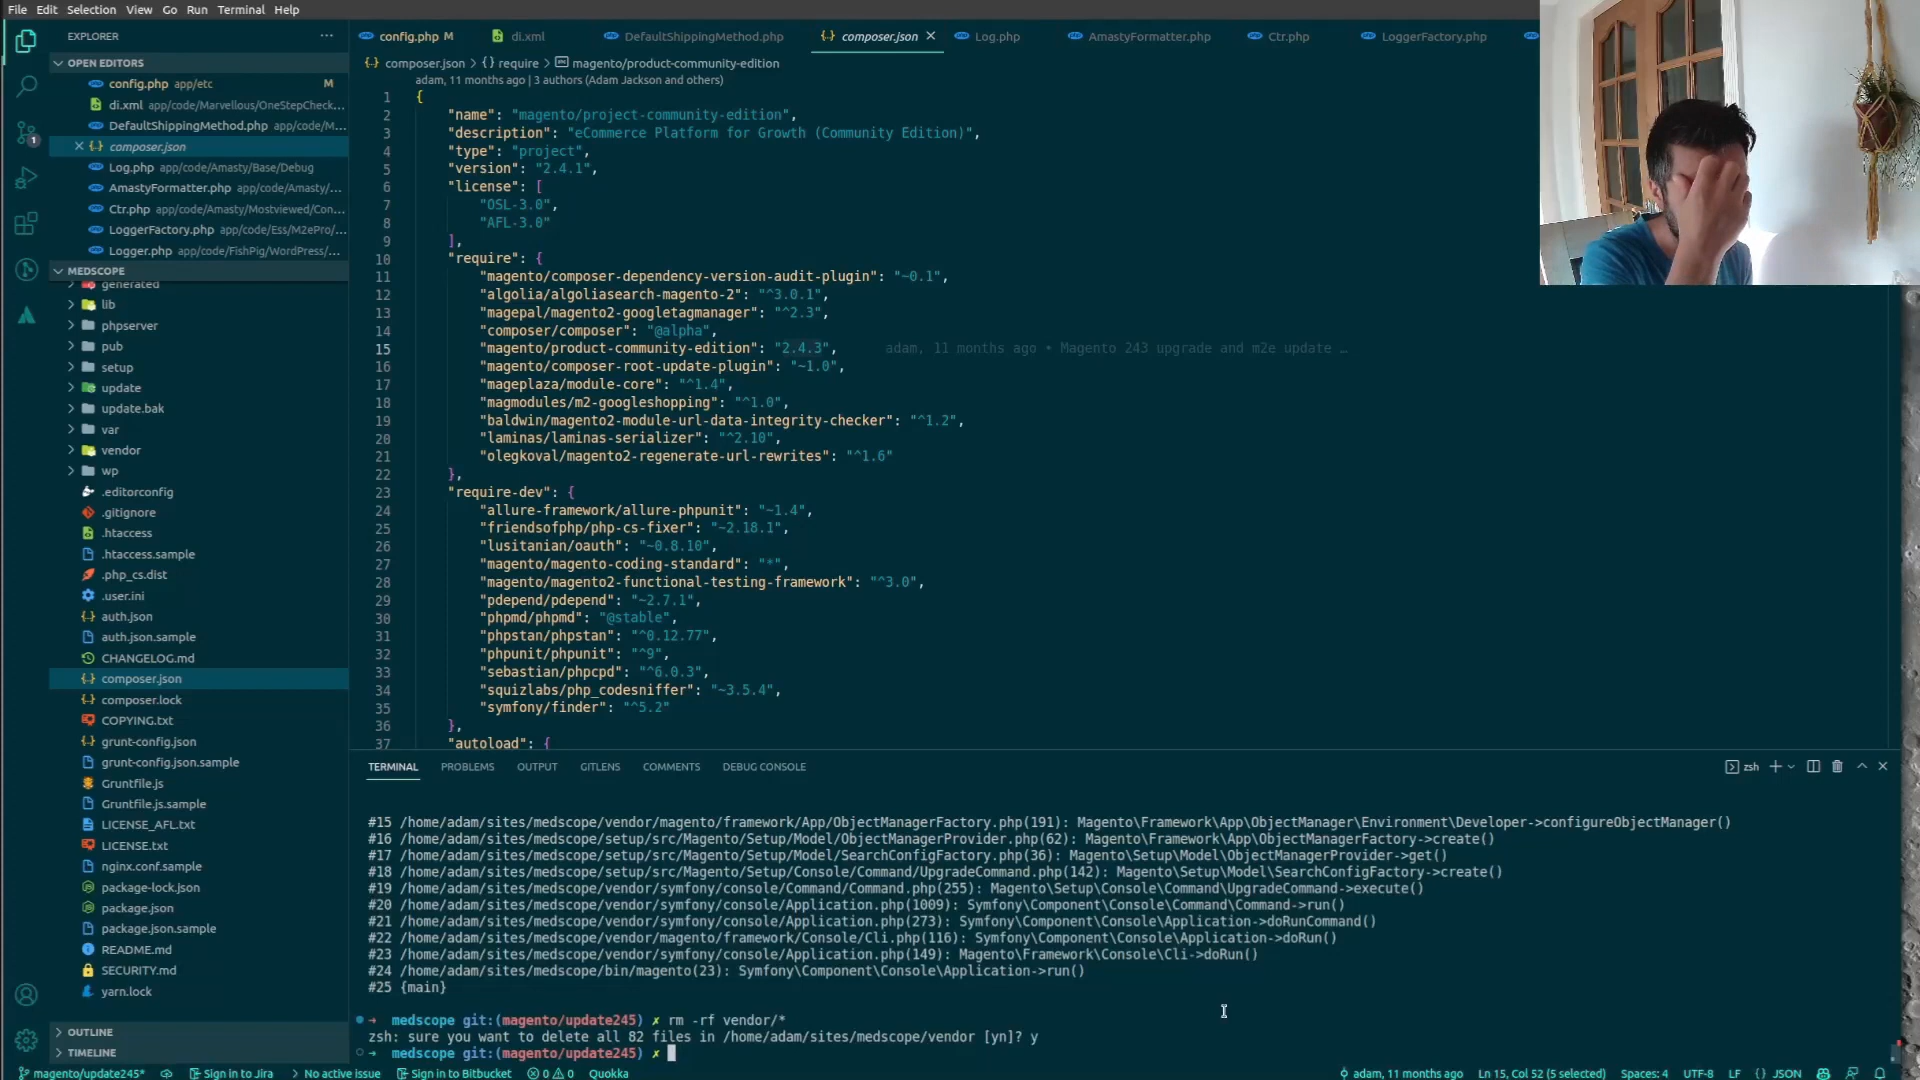 File Edit Selection View Go Run Terminal Help
EXPLORER
OPEN EDITORS
config.php app/etc M
di.xml app/code/Marvellous/OneStepCheck...
DefaultShippingMethod.php app/code/M...
composer.json
Log.php app/code/Amasty/Base/Debug
AmastyFormatter.php app/code/Amasty/...
Ctr.php app/code/Amasty/Mostviewed/Con...
LoggerFactory.php app/code/Ess/M2ePro/...
Logger.php app/code/FishPig/WordPress/...
MEDSCOPE
generated
lib
phpserver
pub
setup
update
update.bak
var
vendor
wp
.editorconfig
.gitignore
.htaccess
.htaccess.sample
.php_cs.dist
.user.ini
auth.json
auth.json.sample
CHANGELOG.md
composer.json
composer.lock
COPYING.txt
grunt-config.json
grunt-config.json.sample
Gruntfile.js
Gruntfile.js.sample
LICENSE_AFL.txt
LICENSE.txt
nginx.conf.sample
package-lock.json
package.json
package.json.sample
README.md
SECURITY.md
yarn.lock
OUTLINE
TIMELINE
config.php M di.xml DefaultShippingMethod.php composer.json Log.php AmastyFormatter.php Ctr.php LoggerFactory.php
composer.json > {} require > magento/product-community-edition
adam, 11 months ago | 3 authors (Adam Jackson and others)
1 {
2 "name": "magento/project-community-edition",
3 "description": "eCommerce Platform for Growth (Community Edition)",
4 "type": "project",
5 "version": "2.4.1",
6 "license": [
7 "OSL-3.0",
8 "AFL-3.0"
9 ],
10 "require": {
11 "magento/composer-dependency-version-audit-plugin": "~0.1",
12 "algolia/algoliasearch-magento-2": "^3.0.1",
13 "magepal/magento2-googletagmanager": "^2.3",
14 "composer/composer": "@alpha",
15 "magento/product-community-edition": "2.4.3", adam, 11 months ago • Magento 243 upgrade and m2e update …
16 "magento/composer-root-update-plugin": "~1.0",
17 "mageplaza/module-core": "^1.4",
18 "magmodules/m2-googleshopping": "^1.0",
19 "baldwin/magento2-module-url-data-integrity-checker": "^1.2",
20 "laminas/laminas-serializer": "^2.10",
21 "olegkoval/magento2-regenerate-url-rewrites": "^1.6"
22 },
23 "require-dev": {
24 "allure-framework/allure-phpunit": "~1.4",
25 "friendsofphp/php-cs-fixer": "~2.18.1",
26 "lusitanian/oauth": "~0.8.10",
27 "magento/magento-coding-standard": "*",
28 "magento/magento2-functional-testing-framework": "^3.0",
29 "pdepend/pdepend": "~2.7.1",
30 "phpmd/phpmd": "@stable",
31 "phpstan/phpstan": "^0.12.77",
32 "phpunit/phpunit": "^9",
33 "sebastian/phpcpd": "^6.0.3",
34 "squizlabs/php_codesniffer": "~3.5.4",
35 "symfony/finder": "^5.2"
36 },
37 "autoload": {
TERMINAL PROBLEMS OUTPUT GITLENS COMMENTS DEBUG CONSOLE zsh
#15 /home/adam/sites/medscope/vendor/magento/framework/App/ObjectManagerFactory.php(191): Magento\Framework\App\ObjectManager\Environment\Developer->configureObjectManager()
#16 /home/adam/sites/medscope/setup/src/Magento/Setup/Model/ObjectManagerProvider.php(62): Magento\Framework\App\ObjectManagerFactory->create()
#17 /home/adam/sites/medscope/setup/src/Magento/Setup/Model/SearchConfigFactory.php(36): Magento\Setup\Model\ObjectManagerProvider->get()
#18 /home/adam/sites/medscope/setup/src/Magento/Setup/Console/Command/UpgradeCommand.php(142): Magento\Setup\Model\SearchConfigFactory->create()
#19 /home/adam/sites/medscope/vendor/symfony/console/Command/Command.php(255): Magento\Setup\Console\Command\UpgradeCommand->execute()
#20 /home/adam/sites/medscope/vendor/symfony/console/Application.php(1009): Symfony\Component\Console\Command\Command->run()
#21 /home/adam/sites/medscope/vendor/symfony/console/Application.php(273): Symfony\Component\Console\Application->doRunCommand()
#22 /home/adam/sites/medscope/vendor/magento/framework/Console/Cli.php(116): Symfony\Component\Console\Application->doRun()
#23 /home/adam/sites/medscope/vendor/symfony/console/Application.php(149): Magento\Framework\Console\Cli->doRun()
#24 /home/adam/sites/medscope/bin/magento(23): Symfony\Component\Console\Application->run()
#25 {main}
→ medscope git:(magento/update245) ✗ rm -rf vendor/*
zsh: sure you want to delete all 82 files in /home/adam/sites/medscope/vendor [yn]? y
→ medscope git:(magento/update245) ✗
magento/update245* Sign in to Jira No active issue Sign in to Bitbucket 0 0 Quokka adam, 11 months ago Ln 15, Col 52 (5 selected) Spaces: 4 UTF-8 LF {} JSON